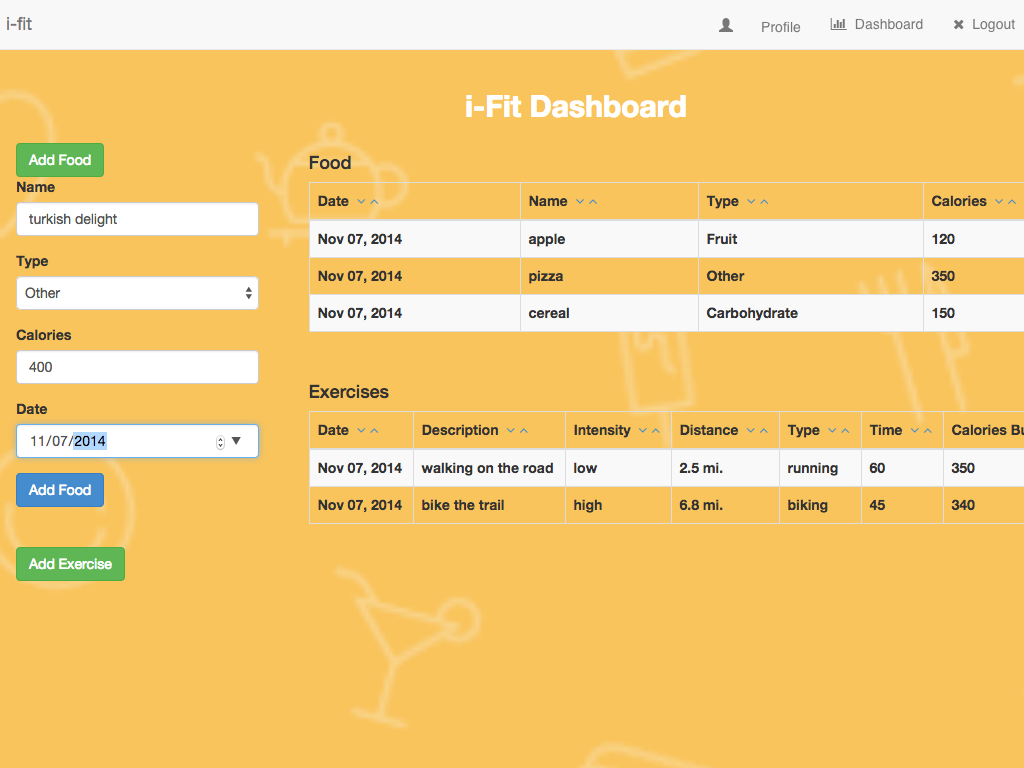 i-fit
Profile
Dashboard
Logout
i-Fit Dashboard
Add Food
Name
turkish delight
Type
Other
Calories
400
Date
11/07/2014
Add Food
Add Exercise
Food
Date Name Type Calories
Nov 07, 2014 apple Fruit 120
Nov 07, 2014 pizza Other 350
Nov 07, 2014 cereal Carbohydrate 150
Exercises
Date Description Intensity Distance Type Time Calories Bu
Nov 07, 2014 walking on the road low 2.5 mi. running 60 350
Nov 07, 2014 bike the trail high 6.8 mi. biking 45 340